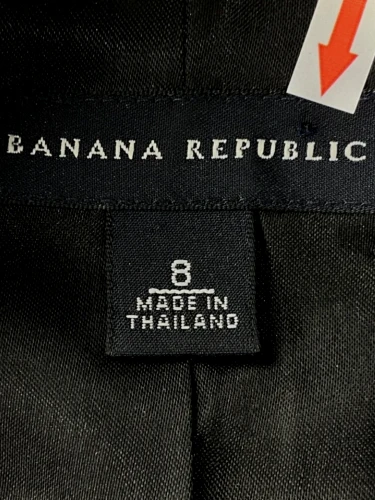 BANANA REPUBLIC
8
MADE IN
THAILAND